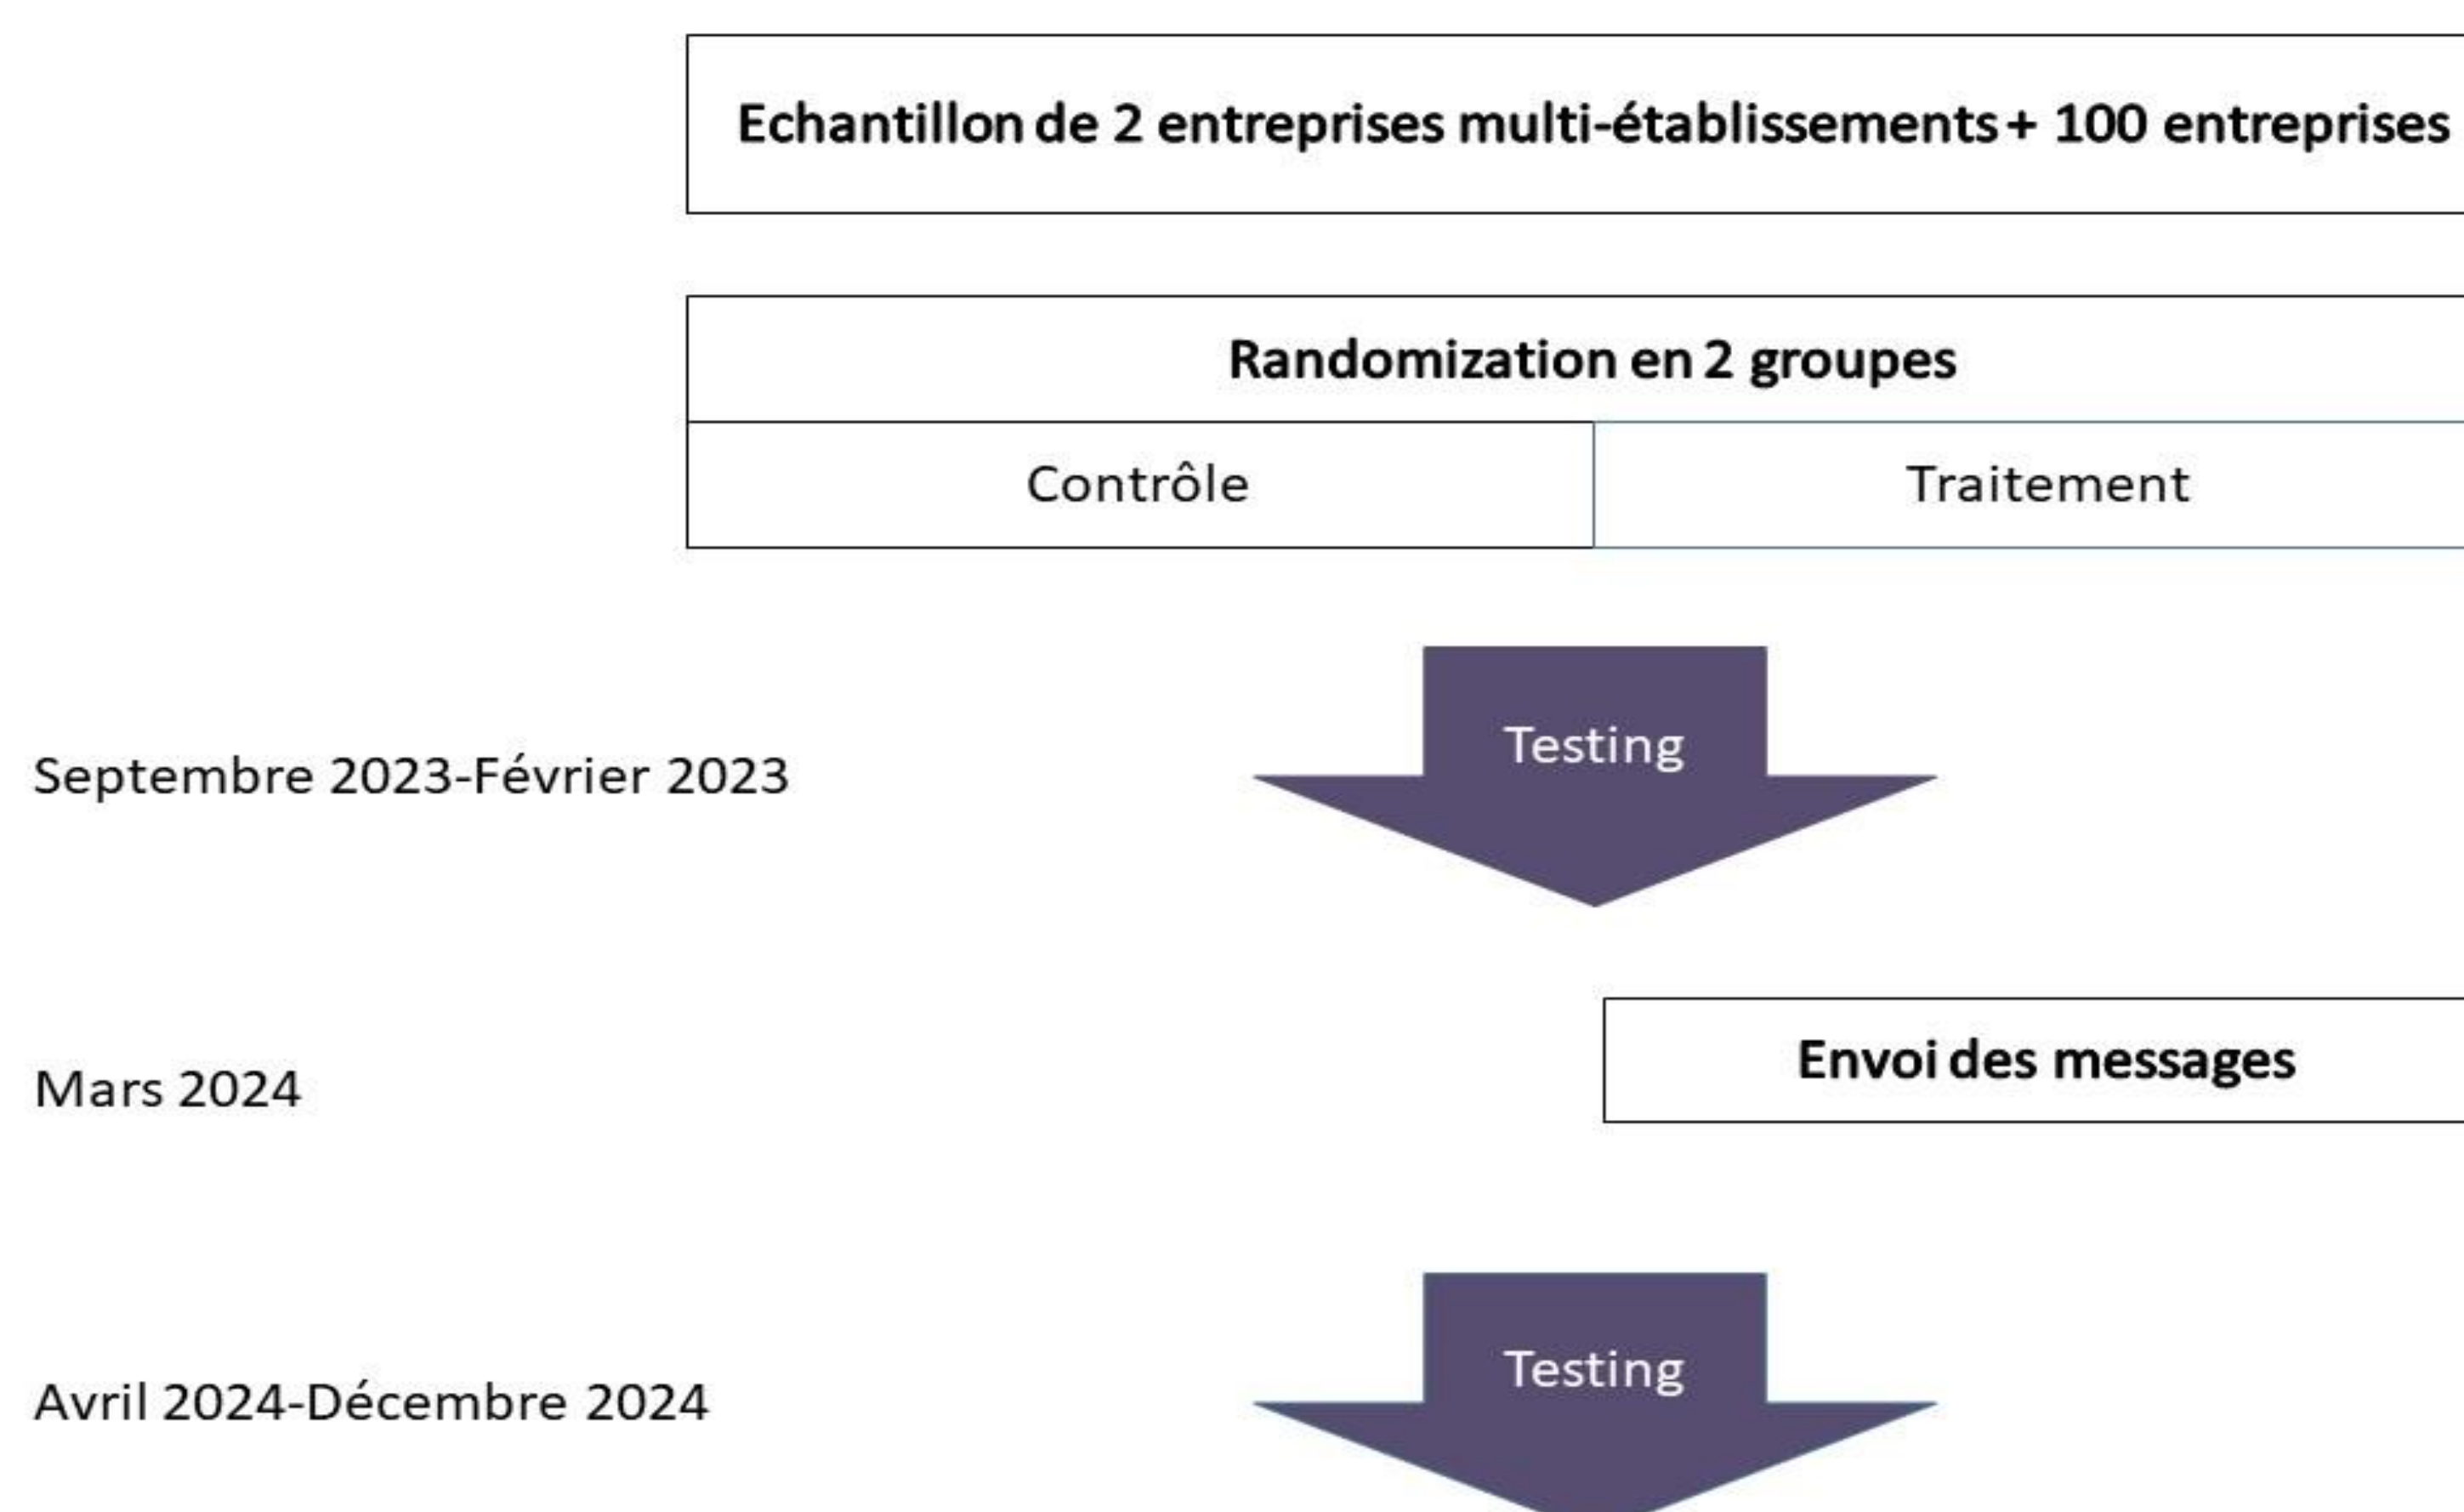 Echantillon de 2 entreprises multi-établissements + 100 entreprises
Randomization en 2 groupes
Contrôle
Traitement
Testing
Septembre 2023-Février 2023
Envoi des messages
Mars 2024
Testing
Avril 2024-Décembre 2024